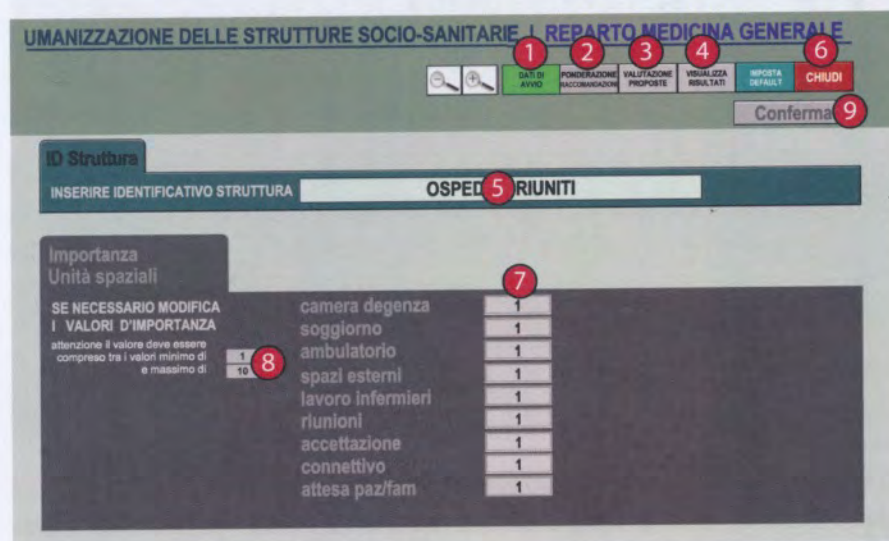 UMANIZZAZIONE DELLE STRUTTURE SOCIO-SANITARIE | REPARTO MEDICINA GENERALE
1 2 3 4 6
DATI DI AVVIO
PONDERAZIONE RACCOMANDAZIONI
VALUTAZIONE PROPOSTE
VISUALIZZA RISULTATI
IMPOSTA DEFAULT
CHIUDI
Conferma 9
ID Struttura
INSERIRE IDENTIFICATIVO STRUTTURA OSPED 5 RIUNITI
Importanza
Unità spaziali
7
SE NECESSARIO MODIFICA
I VALORI D'IMPORTANZA
attenzione il valore deve essere
compreso tra i valori minimo di 1
e massimo di 10
8
camera degenza 1
soggiorno 1
ambulatorio 1
spazi esterni 1
lavoro infermieri 1
riunioni 1
accettazione 1
connettivo 1
attesa paz/fam 1